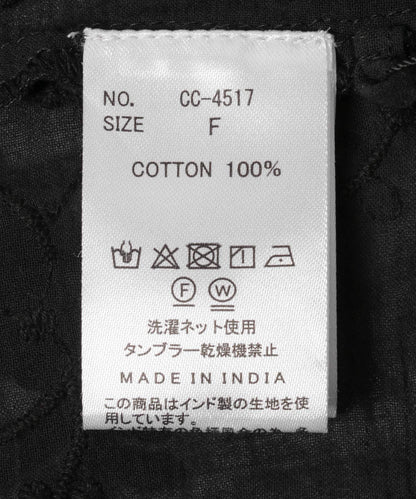 NO. CC-4517
SIZE F
COTTON 100%
F W
洗濯ネット使用
タンブラー乾燥機禁止
MADE IN INDIA
この商品はインド製の生地を使
用しています。